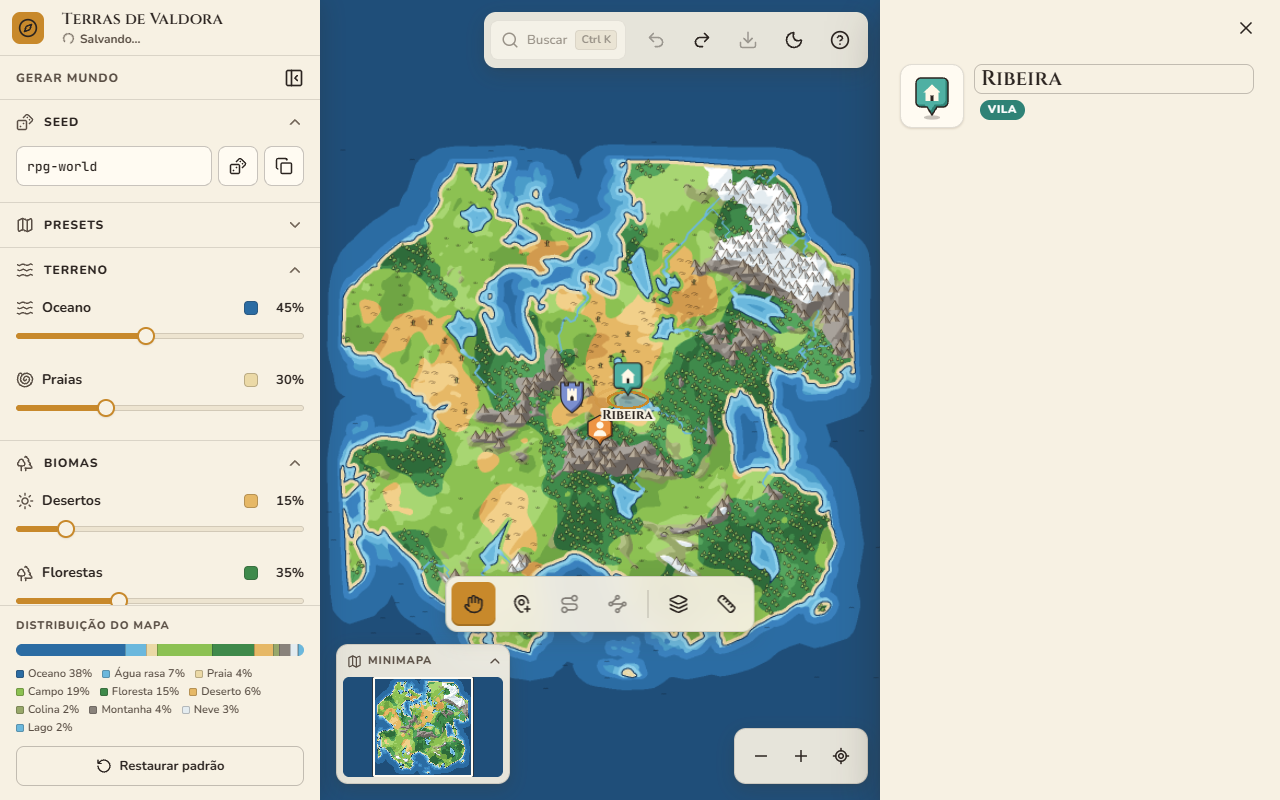 Terras de Valdora
Salvando...
GERAR MUNDO
SEED
rpg-world
PRESETS
TERRENO
Oceano 45%
Praias 30%
BIOMAS
Desertos 15%
Florestas 35%
DISTRIBUIÇÃO DO MAPA
Oceano 38% Água rasa 7% Praia 4%
Campo 19% Floresta 15% Deserto 6%
Colina 2% Montanha 4% Neve 3%
Lago 2%
Restaurar padrão
Buscar Ctrl K
Ribeira
MINIMAPA
Ribeira
VILA